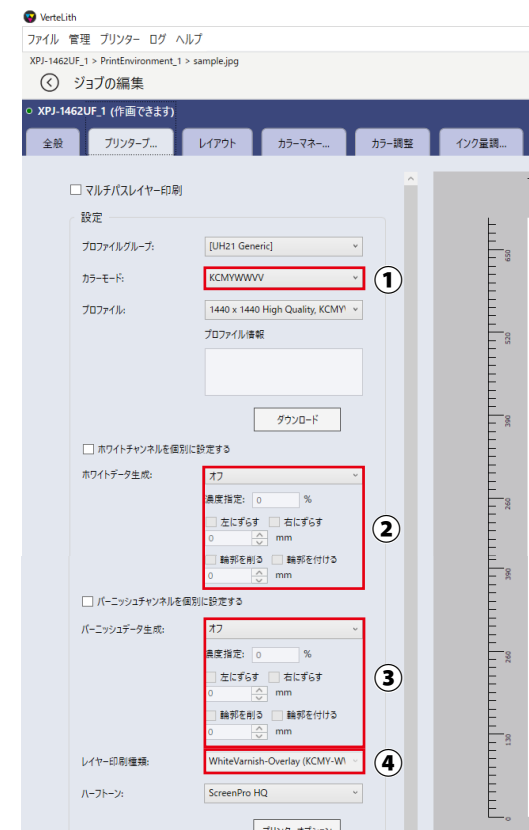 VerteLith
ファイル 管理 プリンター ログ ヘルプ
XPJ-1462UF_1 > PrintEnvironment_1 > sample.jpg
ジョブの編集
XPJ-1462UF_1 (作画できます)
全般 プリンタープ... レイアウト カラーマネー... カラー調整 インク量調...
マルチパスレイヤー印刷
設定
プロファイルグループ: [UH21 Generic]
カラーモード: KCMYWWVV ①
プロファイル: 1440 x 1440 High Quality, KCMY
プロファイル情報
ダウンロード
ホワイトチャンネルを個別に設定する
ホワイトデータ生成: オフ
濃度指定: 0 %
左にずらす 右にずらす
0 mm
輪郭を削る 輪郭を付ける
0 mm
②
バーニッシュチャンネルを個別に設定する
バーニッシュデータ生成: オフ
濃度指定: 0 %
左にずらす 右にずらす
0 mm
輪郭を削る 輪郭を付ける
0 mm
③
レイヤー印刷種類: WhiteVarnish-Overlay (KCMY-W ④
ハーフトーン: ScreenPro HQ
プリンターオプション
650
520
390
260
390
260
130
0